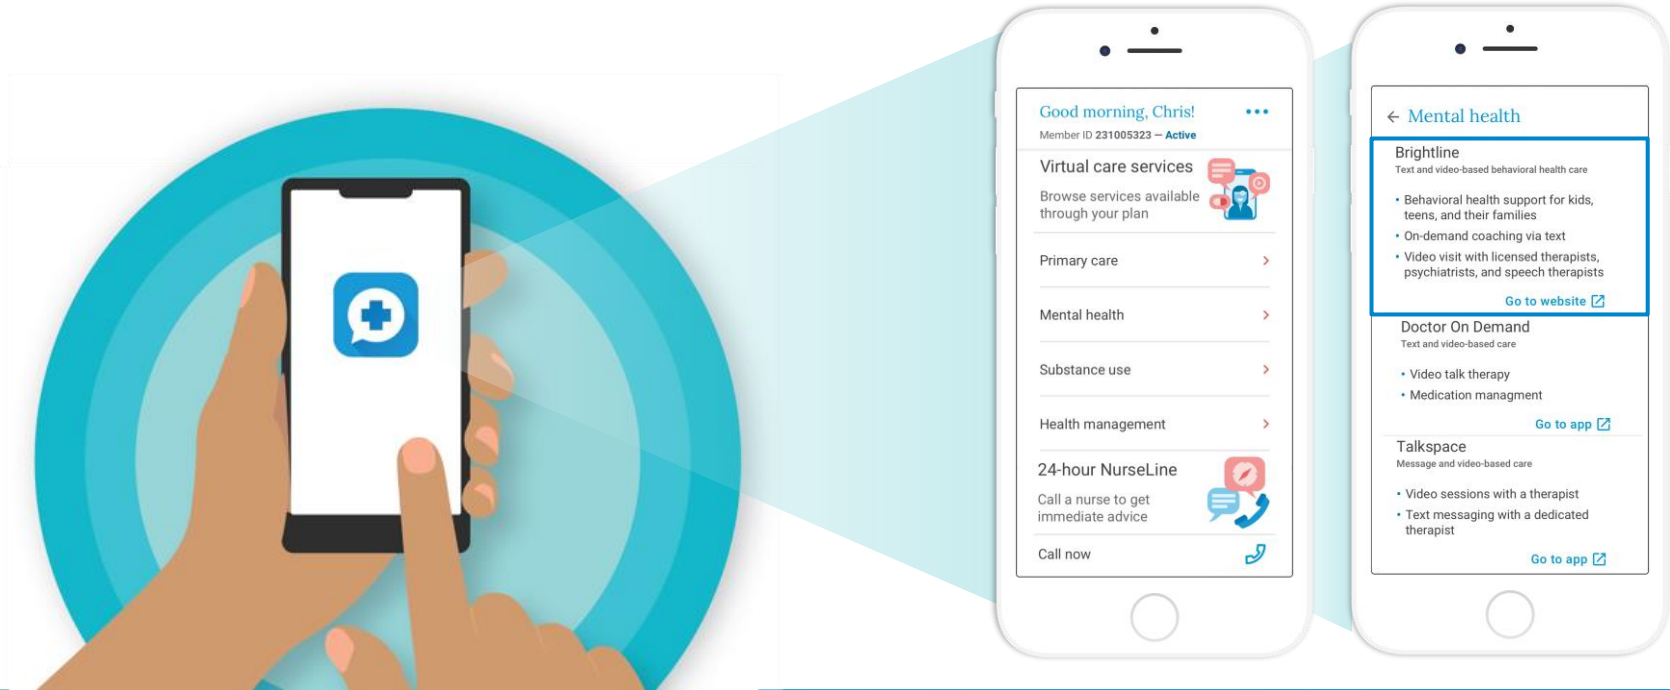 Good morning, Chris!
Member ID 231005323 – Active
Virtual care services
Browse services available
through your plan
Primary care
Mental health
Substance use
Health management
24-hour NurseLine
Call a nurse to get
immediate advice
Call now
Mental health
Brightline
Text and video-based behavioral health care
• Behavioral health support for kids,
teens, and their families
• On-demand coaching via text
• Video visit with licensed therapists,
psychiatrists, and speech therapists
Go to website
Doctor On Demand
Text and video-based care
• Video talk therapy
• Medication managment
Go to app
Talkspace
Message and video-based care
• Video sessions with a therapist
• Text messaging with a dedicated
therapist
Go to app